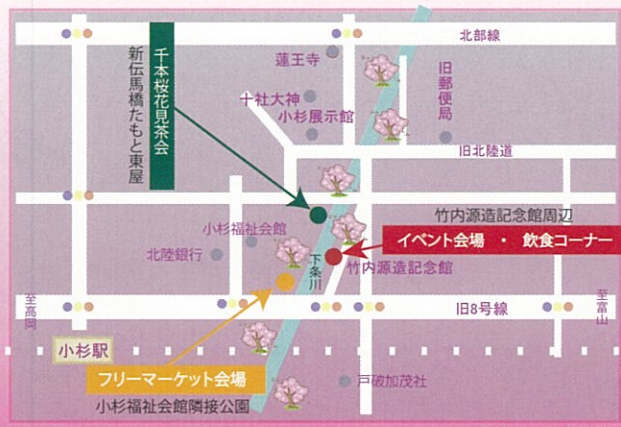 北部線
蓮王寺
千本桜花見茶会
新伝馬橋たもと東屋
旧郵便局
十社大神
小杉展示館
旧北陸道
竹内源造記念館周辺
小杉福祉会館
イベント会場 ・ 飲食コーナー
北陸銀行
下条川
竹内源造記念館
至高岡
旧8号線
至富山
小杉駅
フリーマーケット会場
戸破加茂社
小杉福祉会館隣接公園